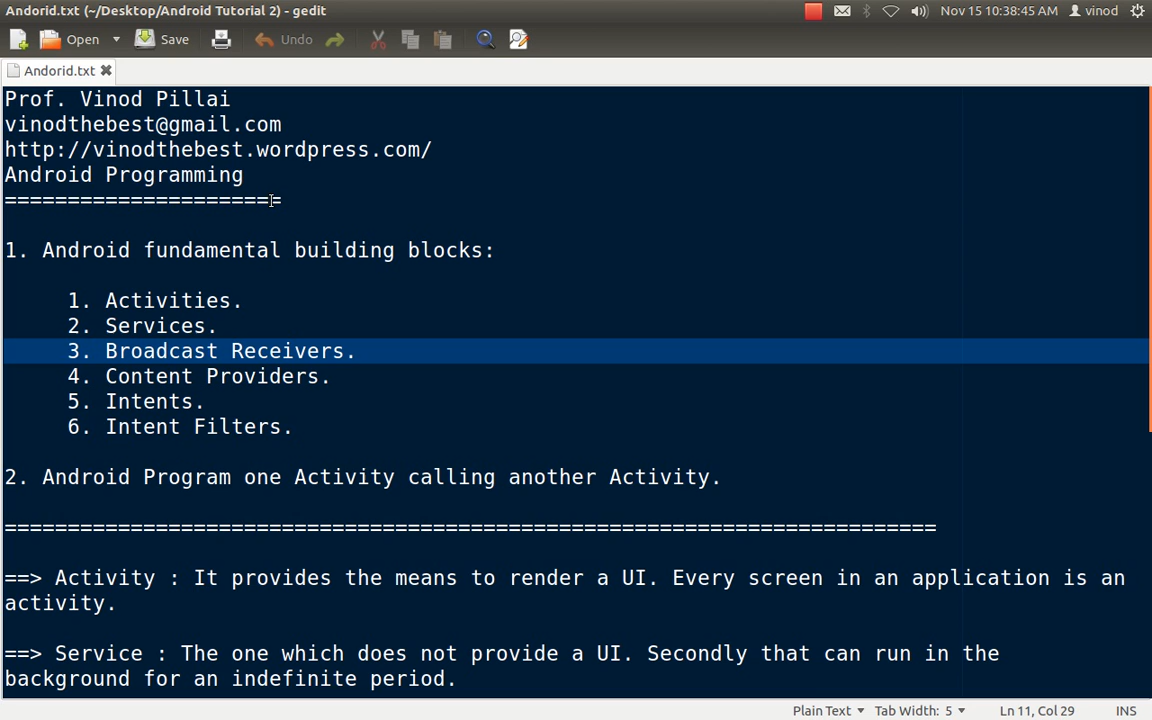 Andorid.txt (~/Desktop/Android Tutorial 2) - gedit
Nov 15 10:38:45 AM vinod
Open Save Undo
Andorid.txt
Prof. Vinod Pillai
vinodthebest@gmail.com
http://vinodthebest.wordpress.com/
Android Programming
======================
1. Android fundamental building blocks:
1. Activities.
2. Services.
3. Broadcast Receivers.
4. Content Providers.
5. Intents.
6. Intent Filters.
2. Android Program one Activity calling another Activity.
==========================================================================
==> Activity : It provides the means to render a UI. Every screen in an application is an
activity.
==> Service : The one which does not provide a UI. Secondly that can run in the
background for an indefinite period.
Plain Text Tab Width: 5 Ln 11, Col 29 INS